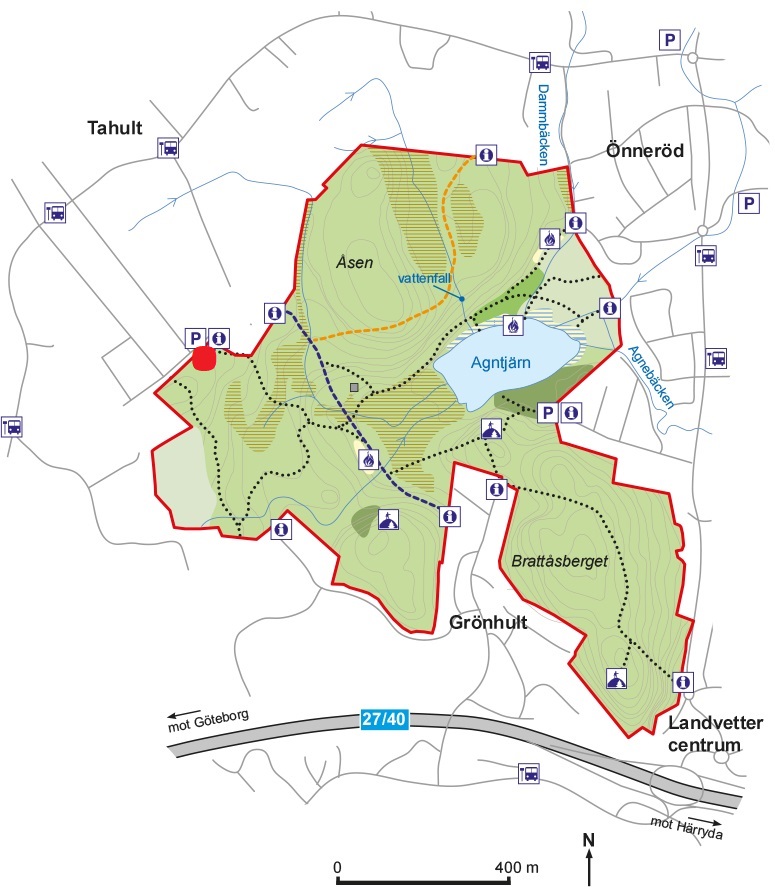 P
Tahult
Dammbäcken
Önneröd
P
Åsen
vattenfall
P
Agntjärn
Agnebäcken
P
Brattåsberget
Grönhult
mot Göteborg
27/40
Landvetter
centrum
mot Härryda
N
0 400 m